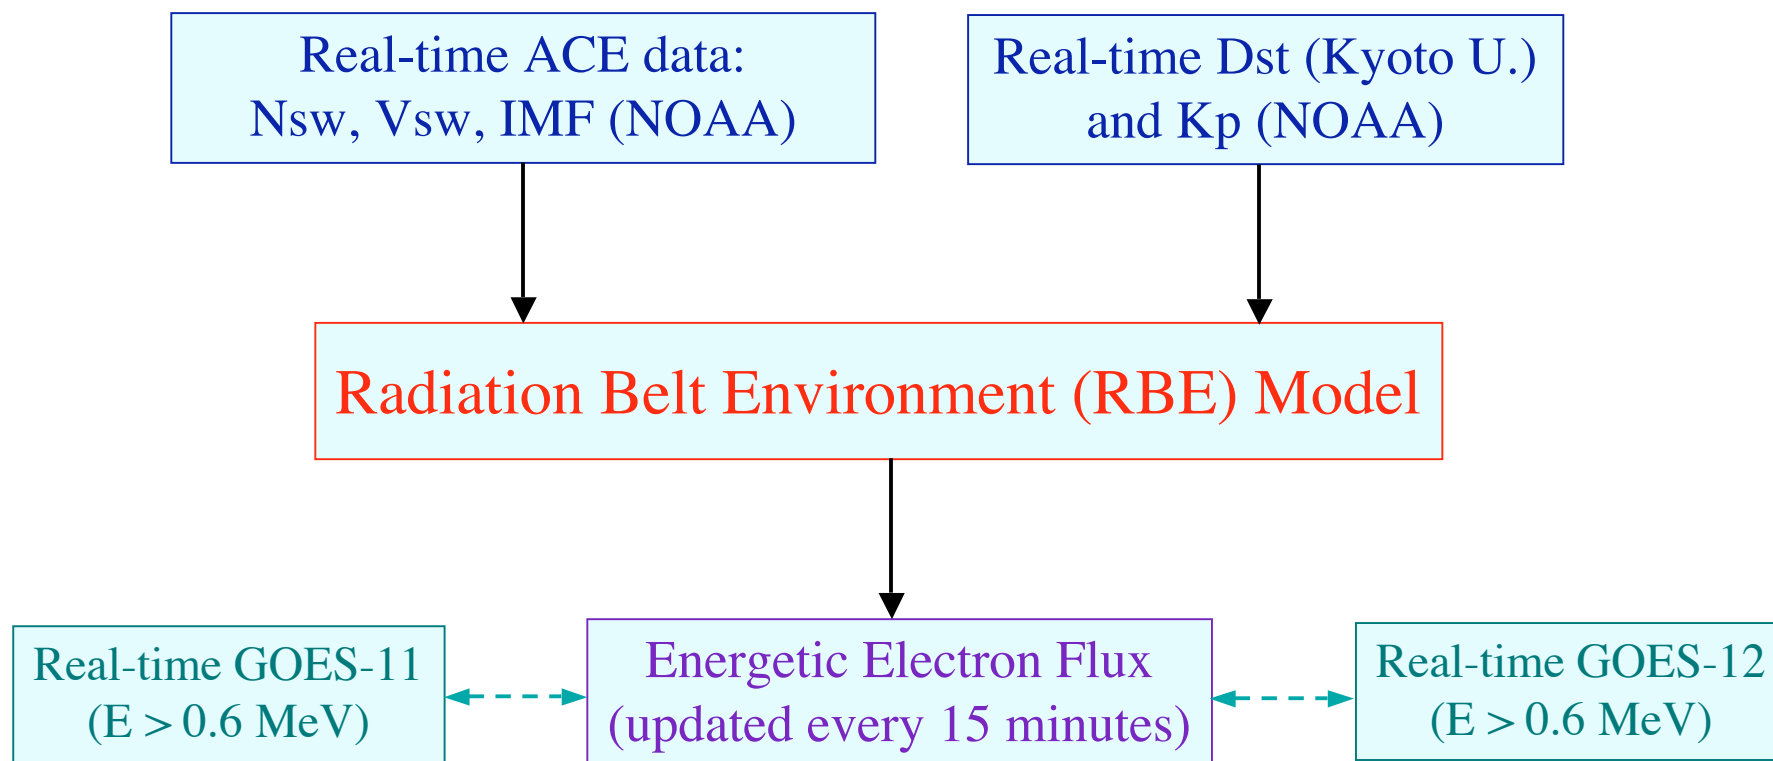 Real-time ACE data:
Nsw, Vsw, IMF (NOAA)
Real-time Dst (Kyoto U.)
and Kp (NOAA)
Radiation Belt Environment (RBE) Model
Real-time GOES-11
(E > 0.6 MeV)
Energetic Electron Flux
(updated every 15 minutes)
Real-time GOES-12
(E > 0.6 MeV)